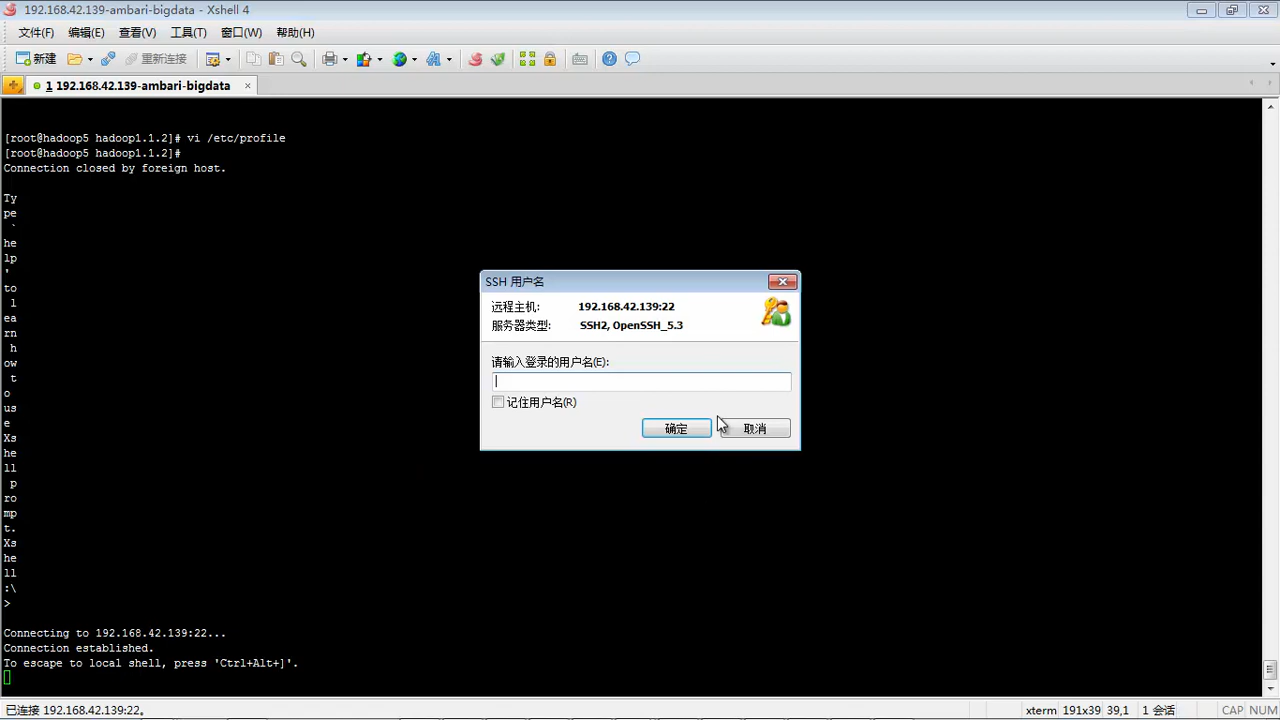 192.168.42.139-ambari-bigdata - Xshell 4
文件(F) 编辑(E) 查看(V) 工具(T) 窗口(W) 帮助(H)
新建 重新连接
1 192.168.42.139-ambari-bigdata
[root@hadoop5 hadoop1.1.2]# vi /etc/profile
[root@hadoop5 hadoop1.1.2]#
Connection closed by foreign host.
Ty
pe
`
he
lp
'
to
l
ea
rn
h
ow
t
o
us
e
Xs
he
ll
p
ro
mp
t.
Xs
he
ll
:\
>
Connecting to 192.168.42.139:22...
Connection established.
To escape to local shell, press 'Ctrl+Alt+]'.
SSH 用户名
远程主机: 192.168.42.139:22
服务器类型: SSH2, OpenSSH_5.3
请输入登录的用户名(E):
记住用户名(R)
确定 取消
已连接 192.168.42.139:22。 xterm 191x39 39,1 1 会话 CAP NUM